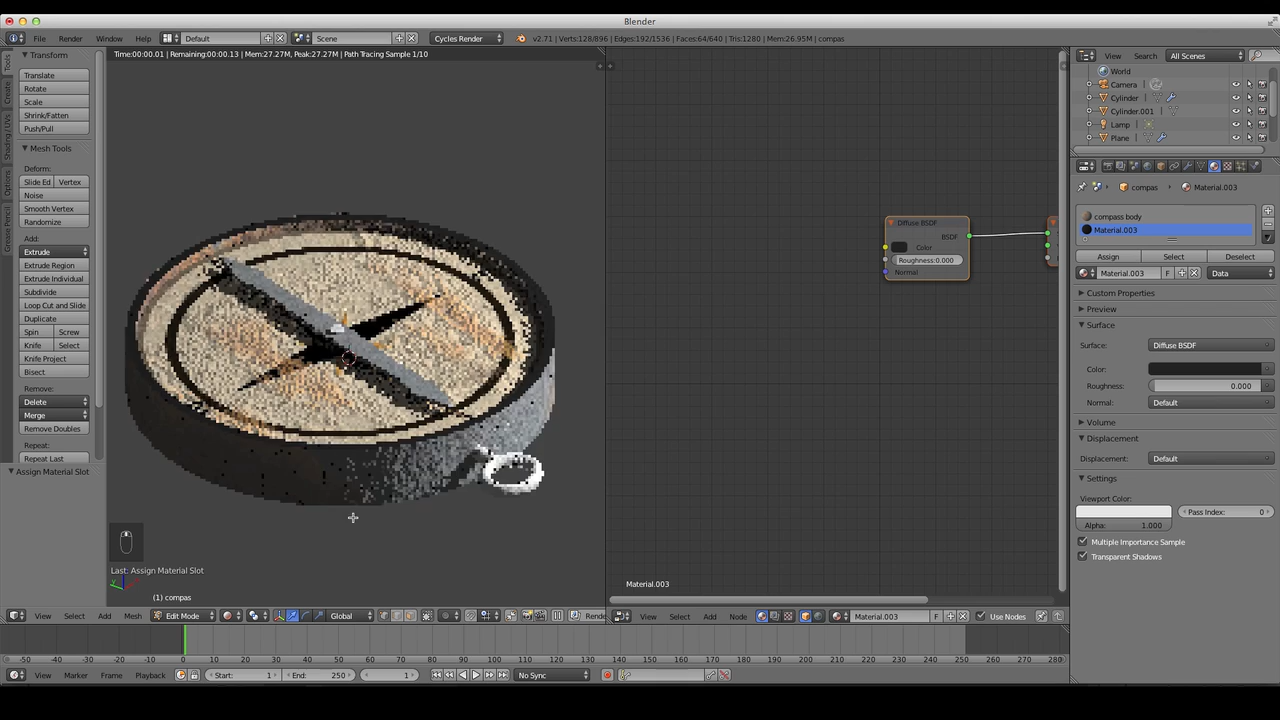 Blender
File Render Window Help Default Scene Cycles Render v2.71 | Verts:128/896 | Edges:192/1536 | Faces:64/640 | Tris:1280 | Mem:26.95M | compas
Time:00:00.01 | Remaining:00:00.13 | Mem:27.27M, Peak:27.27M | Path Tracing Sample 1/10
Tools
Create
Shading / UVs
Options
Grease Pencil
Transform
Translate
Rotate
Scale
Shrink/Fatten
Push/Pull
Mesh Tools
Deform:
Slide Ed Vertex
Noise
Smooth Vertex
Randomize
Add:
Extrude
Extrude Region
Extrude Individual
Subdivide
Loop Cut and Slide
Duplicate
Spin Screw
Knife Select
Knife Project
Bisect
Remove:
Delete
Merge
Remove Doubles
Repeat:
Repeat Last
Assign Material Slot
Last: Assign Material Slot
(1) compas
View Select Add Mesh Edit Mode Global Rende
Diffuse BSDF
BSDF
Color
Roughness:0.000
Normal
Material.003
View Select Add Node Material.003 F Use Nodes
View Search All Scenes
World
Camera
Cylinder
Cylinder.001
Lamp
Plane
compas Material.003
compass body
Material.003
Assign Select Deselect
Material.003 F Data
Custom Properties
Preview
Surface
Surface: Diffuse BSDF
Color:
Roughness: 0.000
Normal: Default
Volume
Displacement
Displacement: Default
Settings
Viewport Color:
Pass Index: 0
Alpha: 1.000
Multiple Importance Sample
Transparent Shadows
-50 -40 -30 -20 -10 0 10 20 30 40 50 60 70 80 90 100 110 120 130 140 150 160 170 180 190 200 210 220 230 240 250 260 270 280
View Marker Frame Playback Start: 1 End: 250 1 No Sync